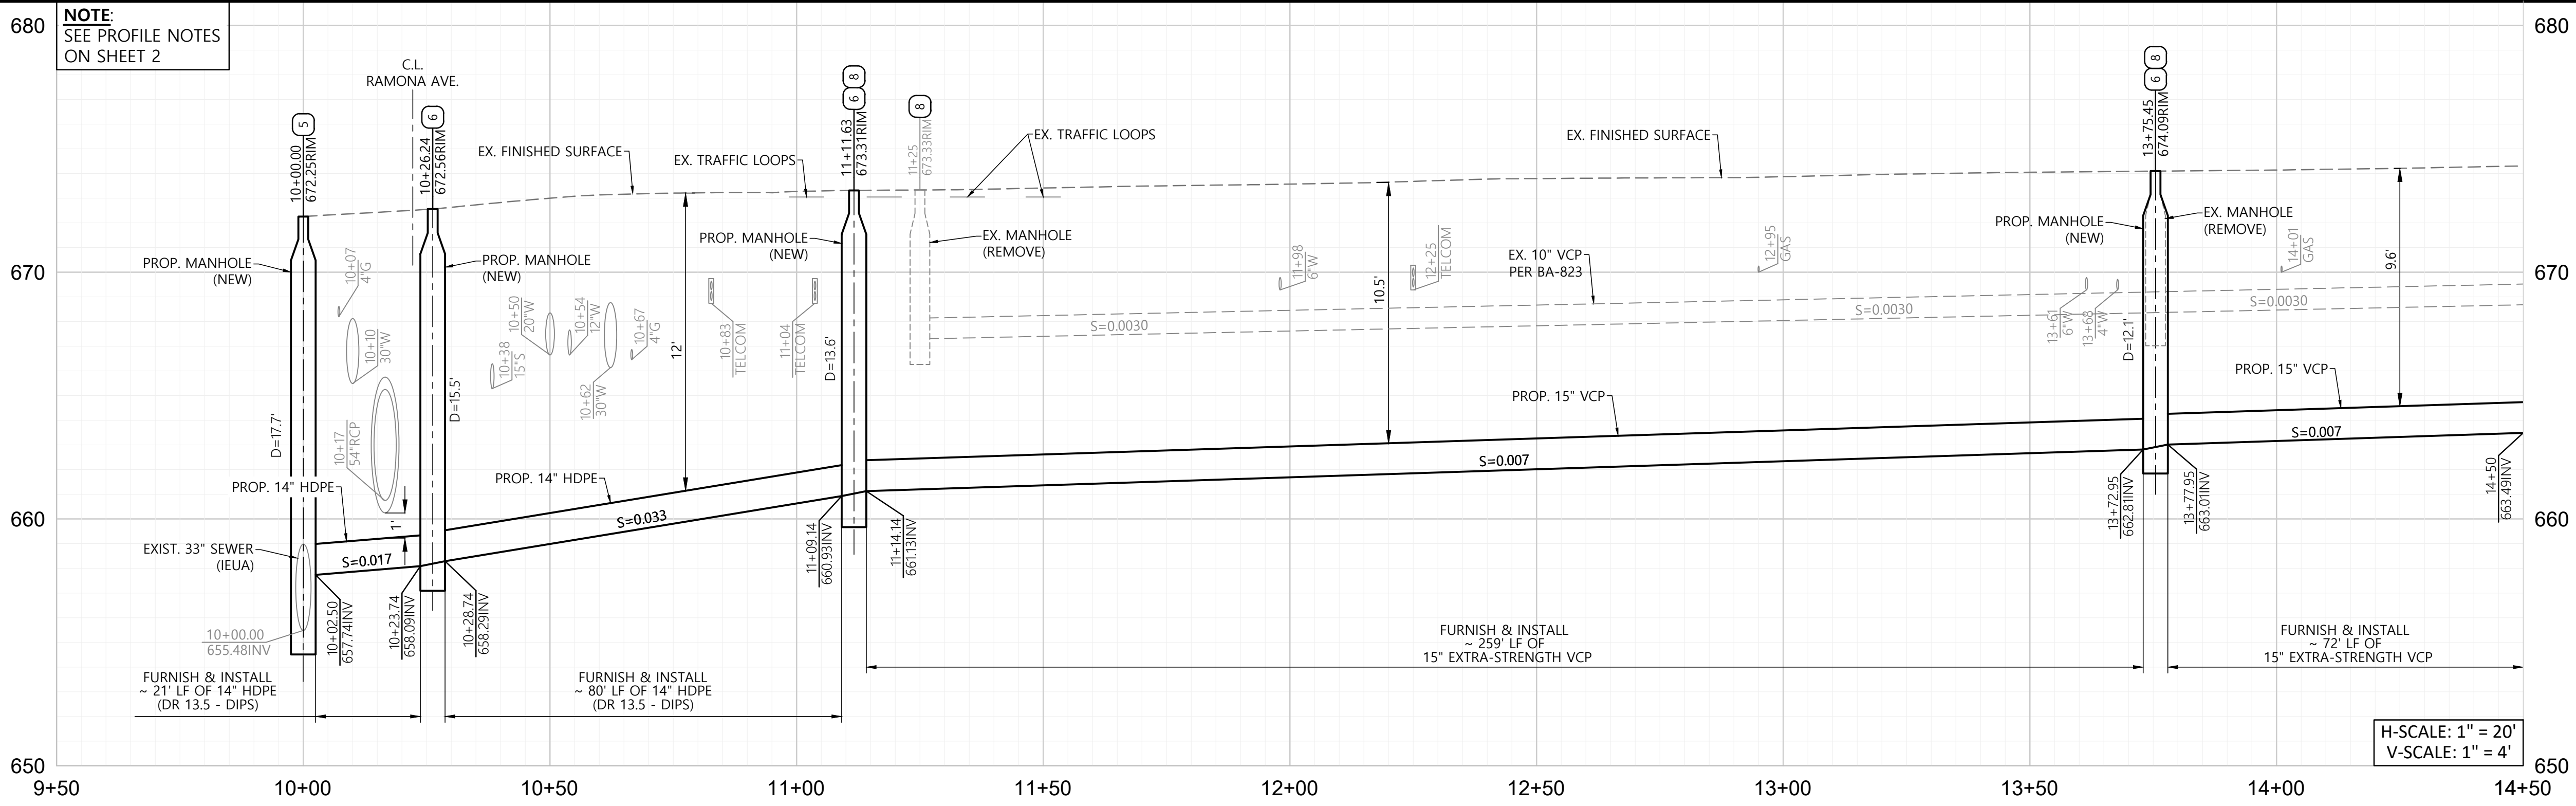 NOTE:
SEE PROFILE NOTES
ON SHEET 2
680
670
660
650
680
670
660
650
C.L.
RAMONA AVE.
5
10+00.00
672.25RIM
6
10+26.24
672.56RIM
8
6
11+11.63
673.31RIM
8
11+25
673.33RIM
8
6
13+75.45
674.09RIM
EX. FINISHED SURFACE
EX. TRAFFIC LOOPS
EX. TRAFFIC LOOPS
EX. FINISHED SURFACE
PROP. MANHOLE
(NEW)
PROP. MANHOLE
(NEW)
PROP. MANHOLE
(NEW)
EX. MANHOLE
(REMOVE)
PROP. MANHOLE
(NEW)
EX. MANHOLE
(REMOVE)
10+07
4"G
10+10
30"W
10+17
54"RCP
10+38
15"S
10+50
20"W
10+54
12"W
10+62
30"W
10+67
4"G
10+83
TELCOM
11+04
TELCOM
11+98
6"W
12+25
TELCOM
12+95
GAS
13+61
6"W
13+68
4"W
14+01
GAS
EX. 10" VCP
PER BA-823
S=0.0030
S=0.0030
S=0.0030
D=17.7'
D=15.5'
12'
D=13.6'
10.5'
D=12.1'
9.6'
1'
PROP. 14" HDPE
PROP. 14" HDPE
PROP. 15" VCP
PROP. 15" VCP
S=0.017
S=0.033
S=0.007
S=0.007
EXIST. 33" SEWER
(IEUA)
10+00.00
655.48INV
10+02.50
657.74INV
10+23.74
658.09INV
10+28.74
658.29INV
11+09.14
660.93INV
11+14.14
661.13INV
13+72.95
662.81INV
13+77.95
663.01INV
14+50
663.49INV
FURNISH & INSTALL
~ 21' LF OF 14" HDPE
(DR 13.5 - DIPS)
FURNISH & INSTALL
~ 80' LF OF 14" HDPE
(DR 13.5 - DIPS)
FURNISH & INSTALL
~ 259' LF OF
15" EXTRA-STRENGTH VCP
FURNISH & INSTALL
~ 72' LF OF
15" EXTRA-STRENGTH VCP
H-SCALE: 1" = 20'
V-SCALE: 1" = 4'
9+50
10+00
10+50
11+00
11+50
12+00
12+50
13+00
13+50
14+00
14+50